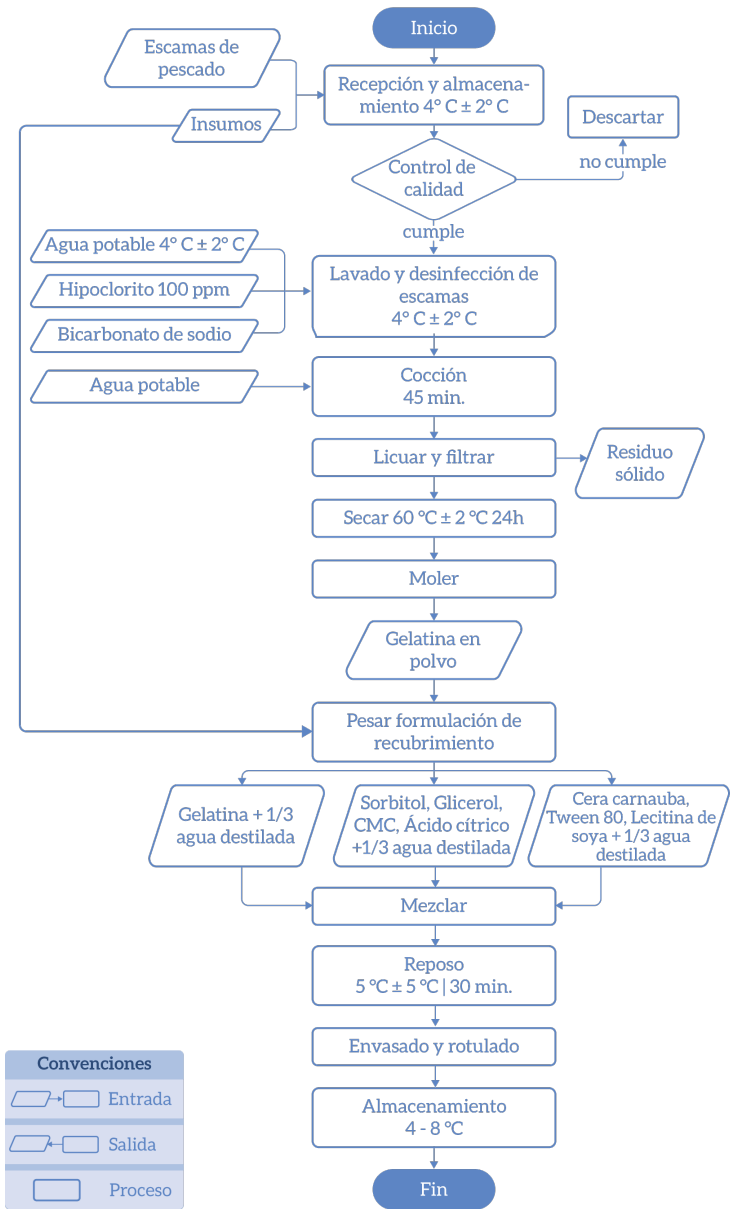 Inicio
Escamas de
pescado
Insumos
Recepción y almacena-
miento 4° C ± 2° C
Descartar
no cumple
Control de
calidad
cumple
Agua potable 4° C ± 2° C
Hipoclorito 100 ppm
Bicarbonato de sodio
Lavado y desinfección de
escamas
4° C ± 2° C
Agua potable
Cocción
45 min.
Licuar y filtrar
Residuo
sólido
Secar 60 °C ± 2 °C 24h
Moler
Gelatina en
polvo
Pesar formulación de
recubrimiento
Gelatina + 1/3
agua destilada
Sorbitol, Glicerol,
CMC, Ácido cítrico
+1/3 agua destilada
Cera carnauba,
Tween 80, Lecitina de
soya + 1/3 agua
destilada
Mezclar
Reposo
5 °C ± 5 °C | 30 min.
Envasado y rotulado
Almacenamiento
4 - 8 °C
Fin
Convenciones
Entrada
Salida
Proceso